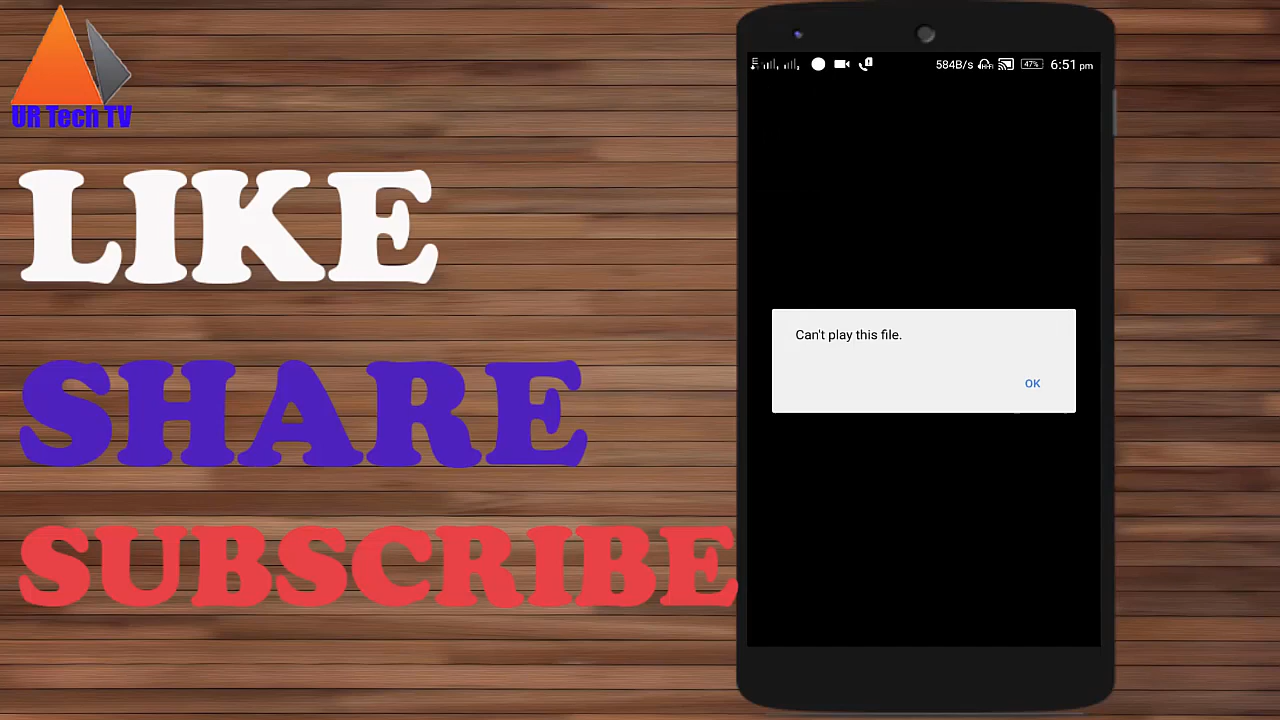 UR Tech TV
LIKE
SHARE
SUBSCRIBE
E
584B/s
47%
6:51 pm
Can't play this file.
OK